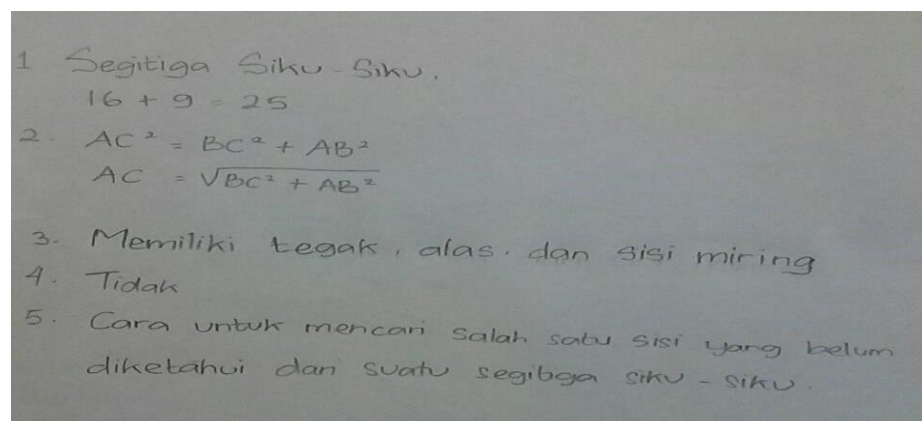 1 Segitiga Siku-Siku.
16 + 9 = 25
2. AC² = BC² + AB²
AC = √BC² + AB²
3. Memiliki tegak, alas. dan sisi miring
4. Tidak
5. Cara untuk mencari salah satu sisi yang belum
diketahui dari suatu segitiga siku-siku.